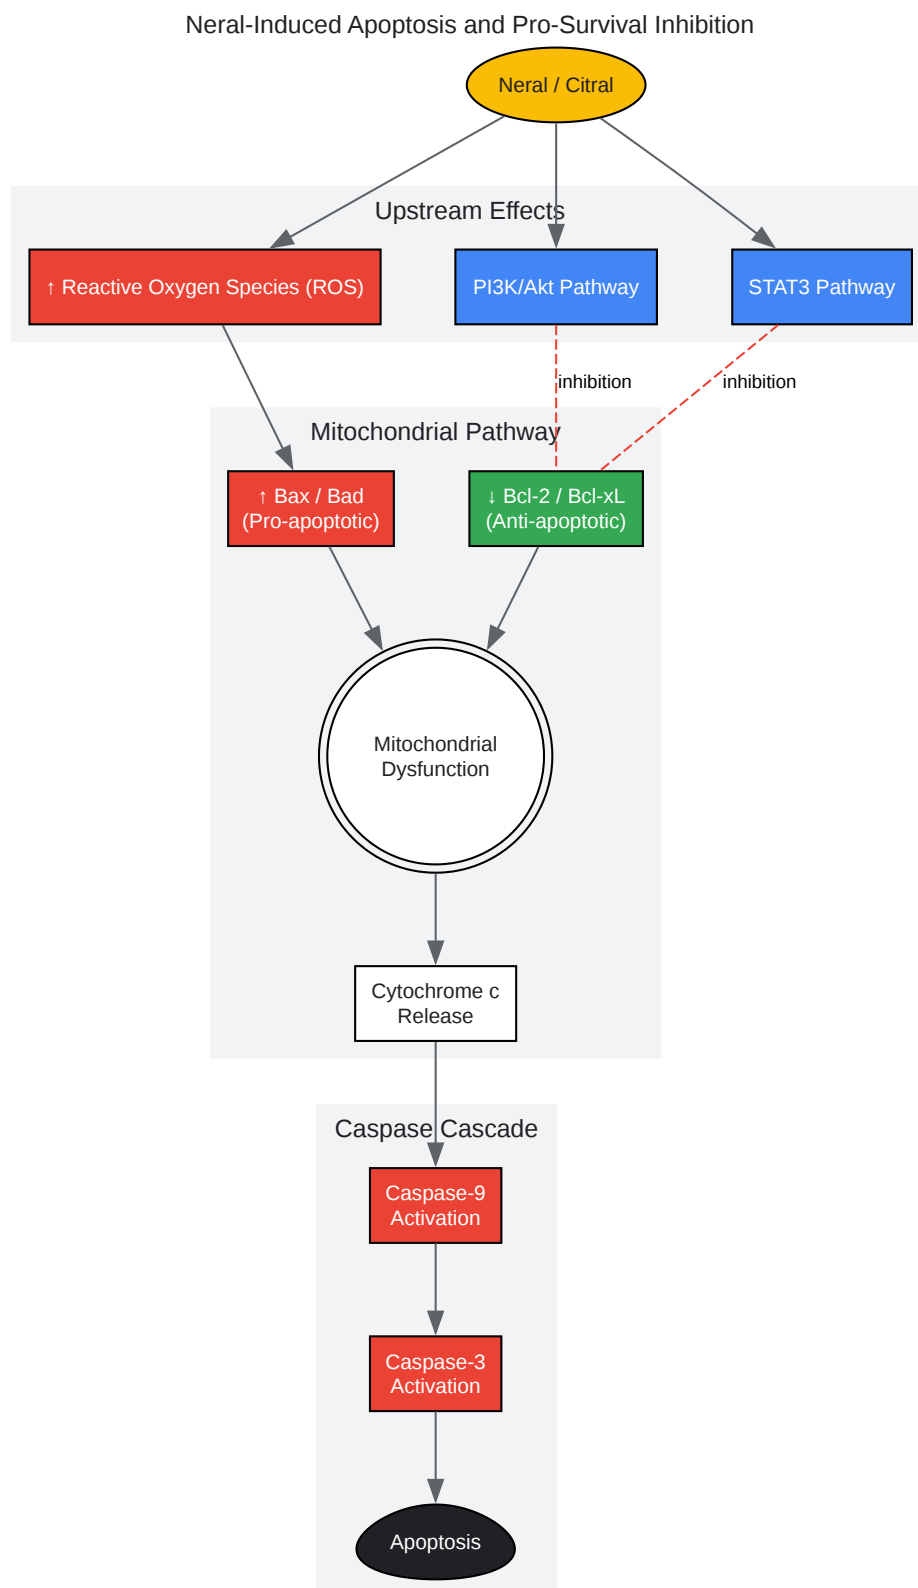 Neral-Induced Apoptosis and Pro-Survival Inhibition
Neral / Citral
Upstream Effects
↑ Reactive Oxygen Species (ROS)
PI3K/Akt Pathway
STAT3 Pathway
inhibition
inhibition
Mitochondrial Pathway
↑ Bax / Bad
(Pro-apoptotic)
↓ Bcl-2 / Bcl-xL
(Anti-apoptotic)
Mitochondrial
Dysfunction
Cytochrome c
Release
Caspase Cascade
Caspase-9
Activation
Caspase-3
Activation
Apoptosis